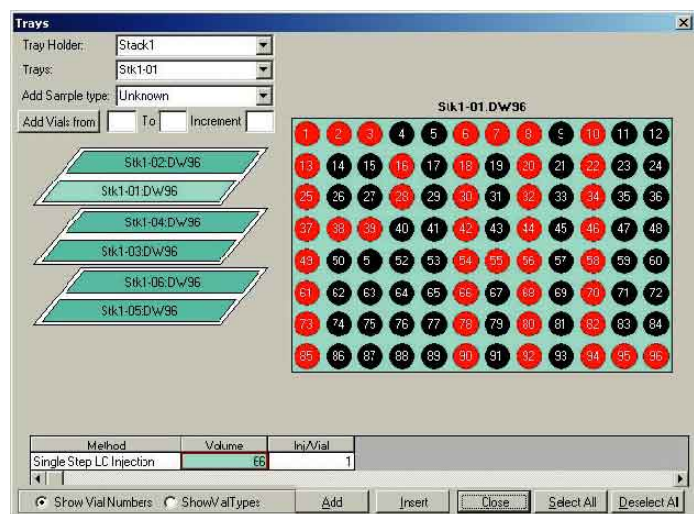 Trays
Tray Holder: Stack1
Trays: Stk1-01
Add Sample type: Unknown
Add Vials from To Increment
Stk1-02:DW96
Stk1-01:DW96
Stk1-04:DW96
Stk1-03:DW96
Stk1-06:DW96
Stk1-05:DW96
Stk1-01:DW96
1 2 3 4 5 6 7 8 9 10 11 12
13 14 15 16 17 18 19 20 21 22 23 24
25 26 27 28 29 30 31 32 33 34 35 36
37 38 39 40 41 42 43 44 45 46 47 48
49 50 5 52 53 54 55 56 57 58 59 60
61 62 63 64 65 66 67 68 69 70 71 72
73 74 75 76 77 78 79 80 81 82 83 84
85 86 87 88 89 90 91 92 93 94 95 96
Method Volume Inj/Vial
Single Step LC Injection 66 1
Show Vial Numbers Show Vial Types Add Insert Close Select All Deselect All